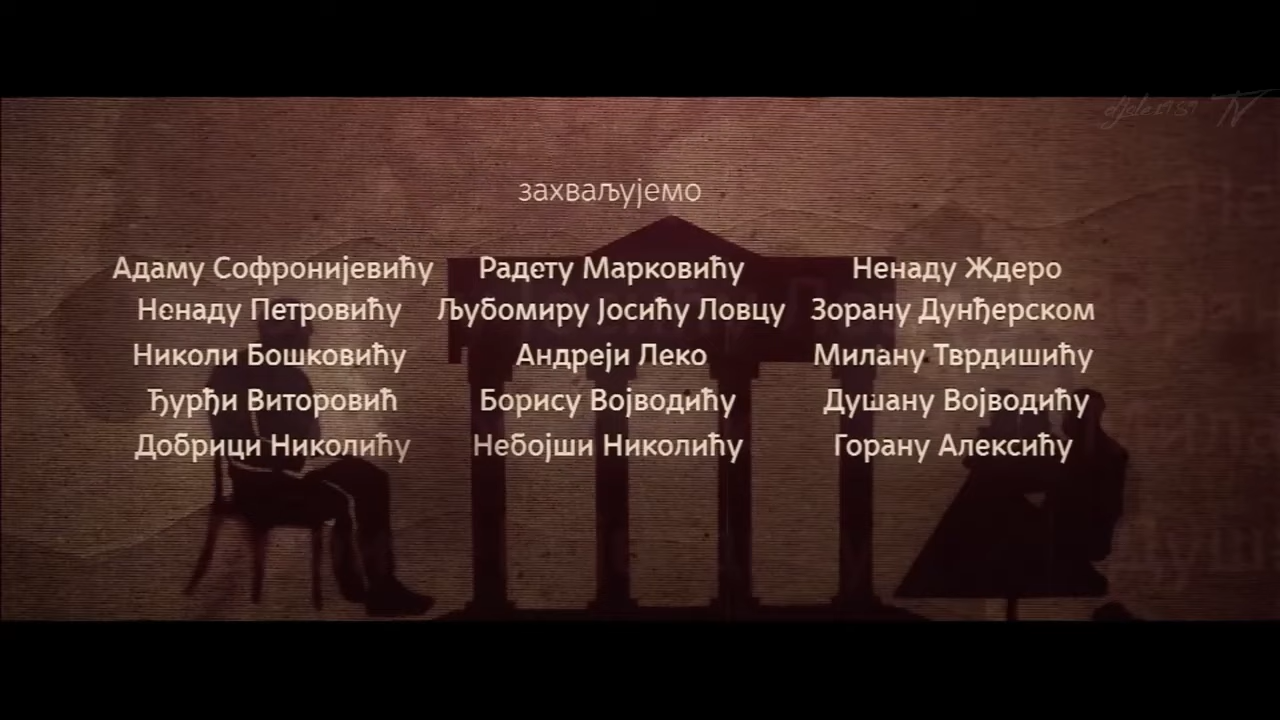 захваљујемо
Адаму Софронијевићу Радету Марковићу Ненаду Ждеро
Ненаду Петровићу Љубомиру Јосићу Ловцу Зорану Дунђерском
Николи Бошковићу Андреји Леко Милану Тврдишићу
Ђурђи Виторовић Борису Војводићу Душану Војводићу
Добрици Николићу Небојши Николићу Горану Алексићу